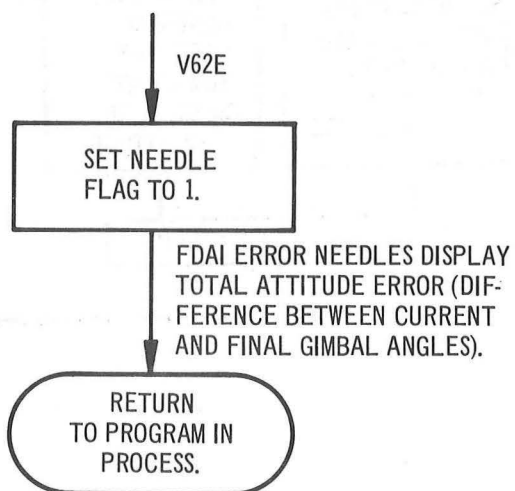 V62E
SET NEEDLE
FLAG TO 1.
FDAI ERROR NEEDLES DISPLAY
TOTAL ATTITUDE ERROR (DIF-
FERENCE BETWEEN CURRENT
AND FINAL GIMBAL ANGLES).
RETURN
TO PROGRAM IN
PROCESS.